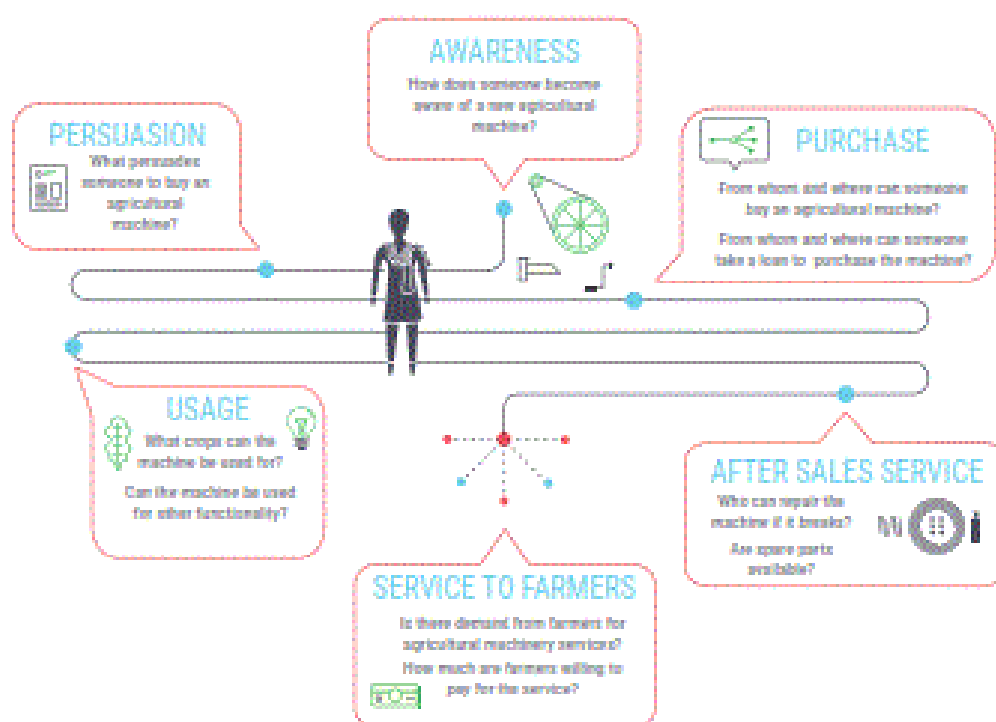 AWARENESS
How does someone become
aware of a new agricultural
machine?
PERSUASION
What persuades
someone to buy an
agricultural
machine?
PURCHASE
From whom and where can someone
buy an agricultural machine?
From whom and where can someone
take a loan to purchase the machine?
USAGE
What crops can the
machine be used for?
Can the machine be used
for other functionality?
AFTER SALES SERVICE
Who can repair the
machine if it breaks?
Are spare parts
available?
SERVICE TO FARMERS
Is there demand from farmers for
agricultural machinery services?
How much are farmers willing to
pay for the service?